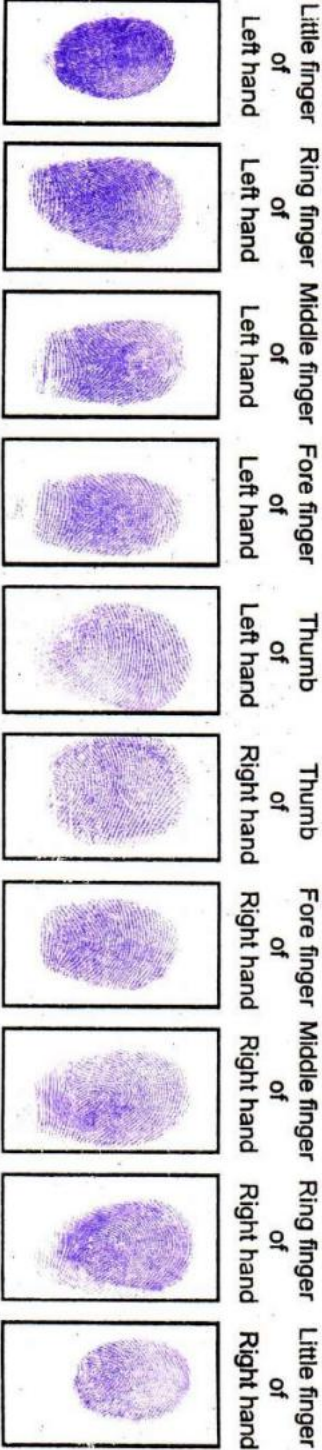 Little finger
of
Left hand
Ring finger
of
Left hand
Middle finger
of
Left hand
Fore finger
of
Left hand
Thumb
of
Left hand
Thumb
of
Right hand
Fore finger
of
Right hand
Middle finger
of
Right hand
Ring finger
of
Right hand
Little finger
of
Right hand